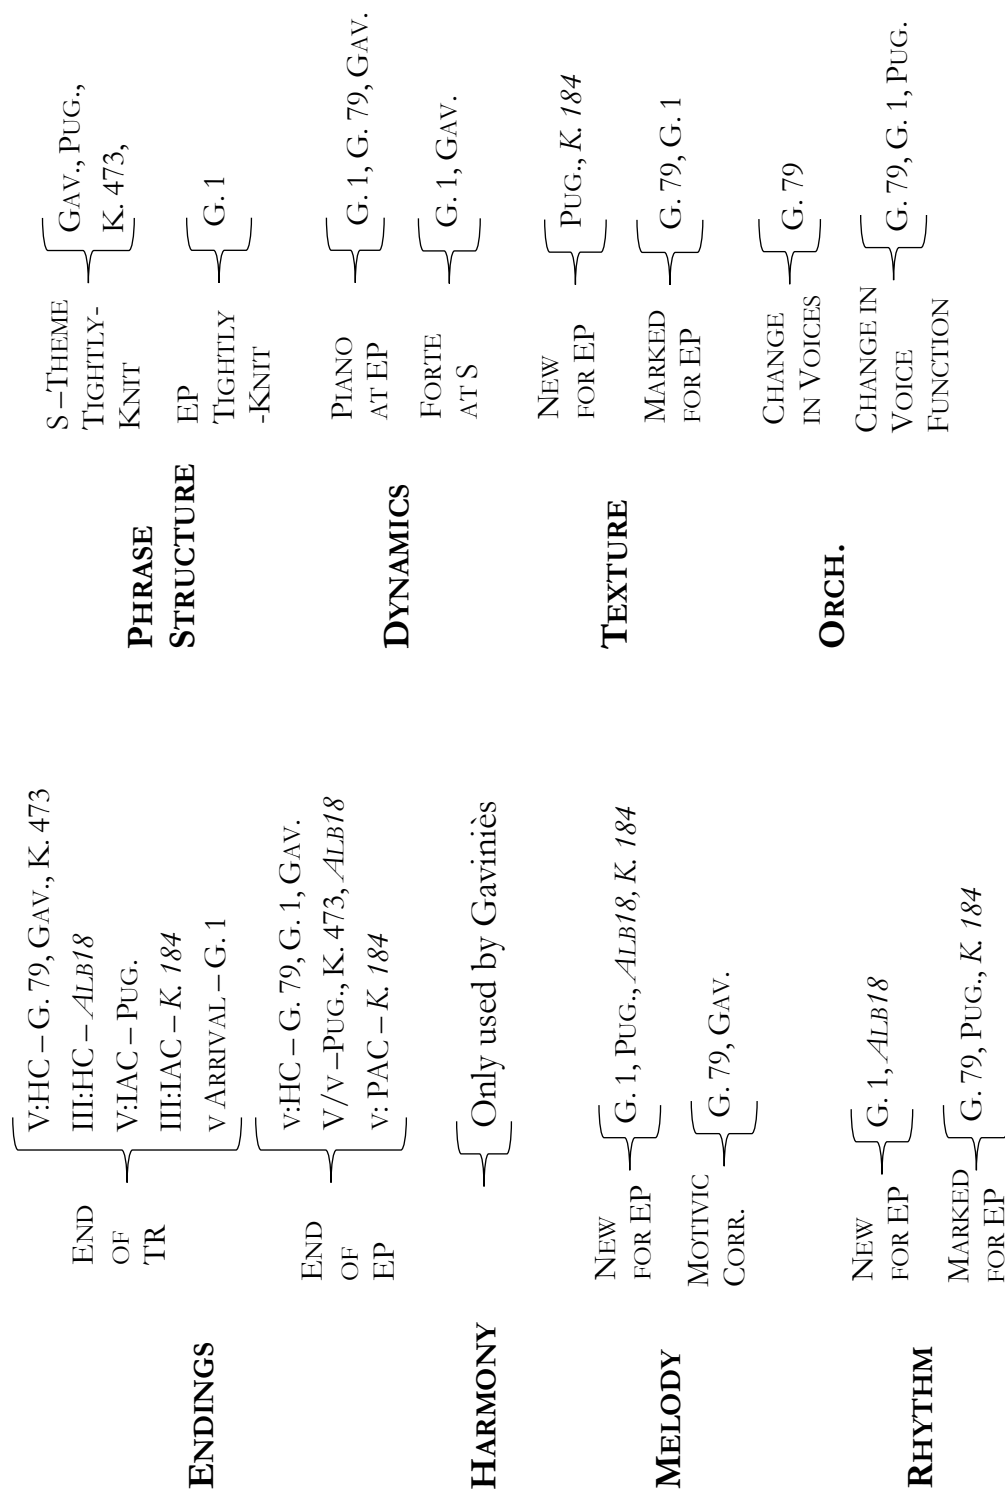 ENDINGS
END
OF
TR
V:HC – G. 79, GAV., K. 473
III:HC – ALB18
V:IAC – PUG.
III:IAC – K. 184
V ARRIVAL – G. 1
END
OF
EP
V:HC – G. 79, G. 1, GAV.
V/V –PUG., K. 473, ALB18
V: PAC – K. 184
HARMONY
Only used by Gaviniès
MELODY
NEW
FOR EP
G. 1, PUG., ALB18, K. 184
MOTIVIC
CORR.
G. 79, GAV.
RHYTHM
NEW
FOR EP
G. 1, ALB18
MARKED
FOR EP
G. 79, PUG., K. 184
PHRASE
STRUCTURE
S –THEME
TIGHTLY-
KNIT
GAV., PUG.,
K. 473,
EP
TIGHTLY
-KNIT
G. 1
DYNAMICS
PIANO
AT EP
G. 1, G. 79, GAV.
FORTE
AT S
G. 1, GAV.
TEXTURE
NEW
FOR EP
PUG., K. 184
MARKED
FOR EP
G. 79, G. 1
ORCH.
CHANGE
IN VOICES
G. 79
CHANGE IN
VOICE
FUNCTION
G. 79, G. 1, PUG.